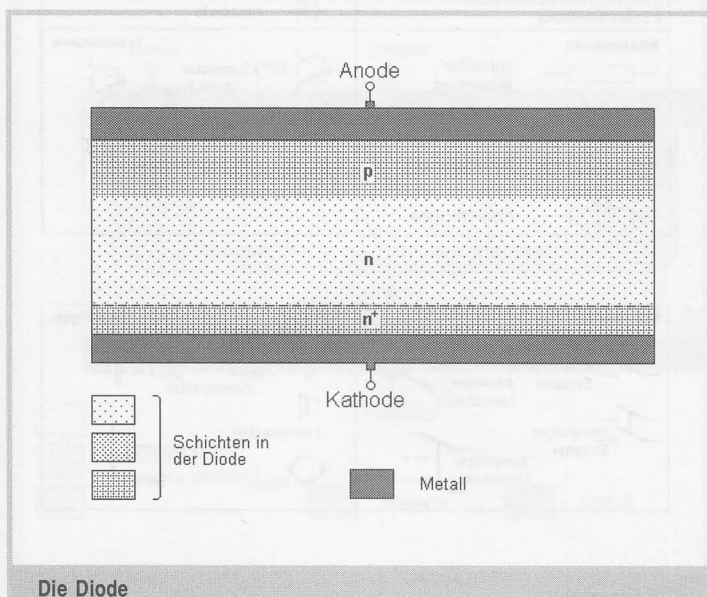 Anode
p
n
n⁺
Kathode
Schichten in
der Diode
Metall
Die Diode